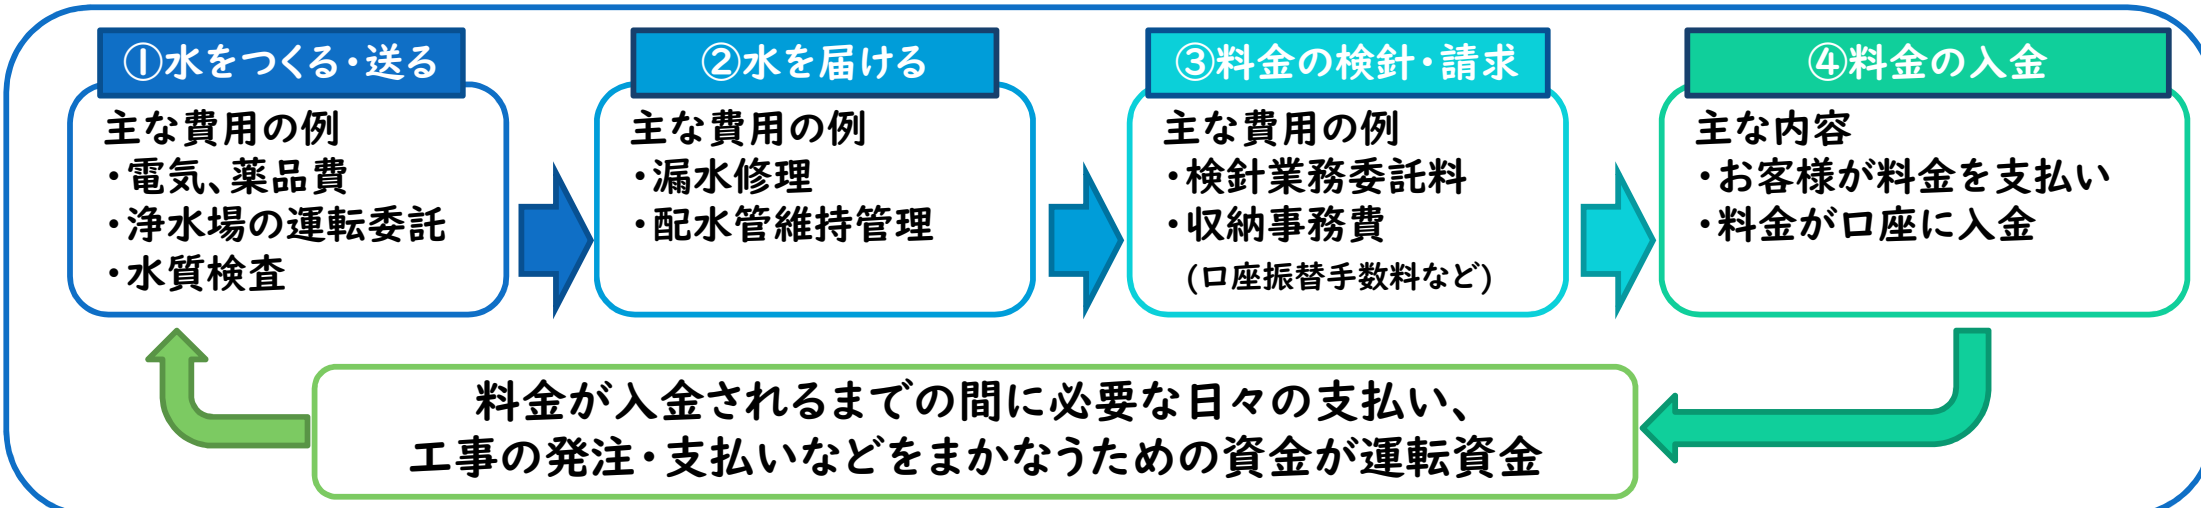 ①水をつくる・送る
主な費用の例
・電気、薬品費
・浄水場の運転委託
・水質検査
②水を届ける
主な費用の例
・漏水修理
・配水管維持管理
③料金の検針・請求
主な費用の例
・検針業務委託料
・収納事務費
(口座振替手数料など)
④料金の入金
主な内容
・お客様が料金を支払い
・料金が口座に入金
料金が入金されるまでの間に必要な日々の支払い、
工事の発注・支払いなどをまかなうための資金が運転資金